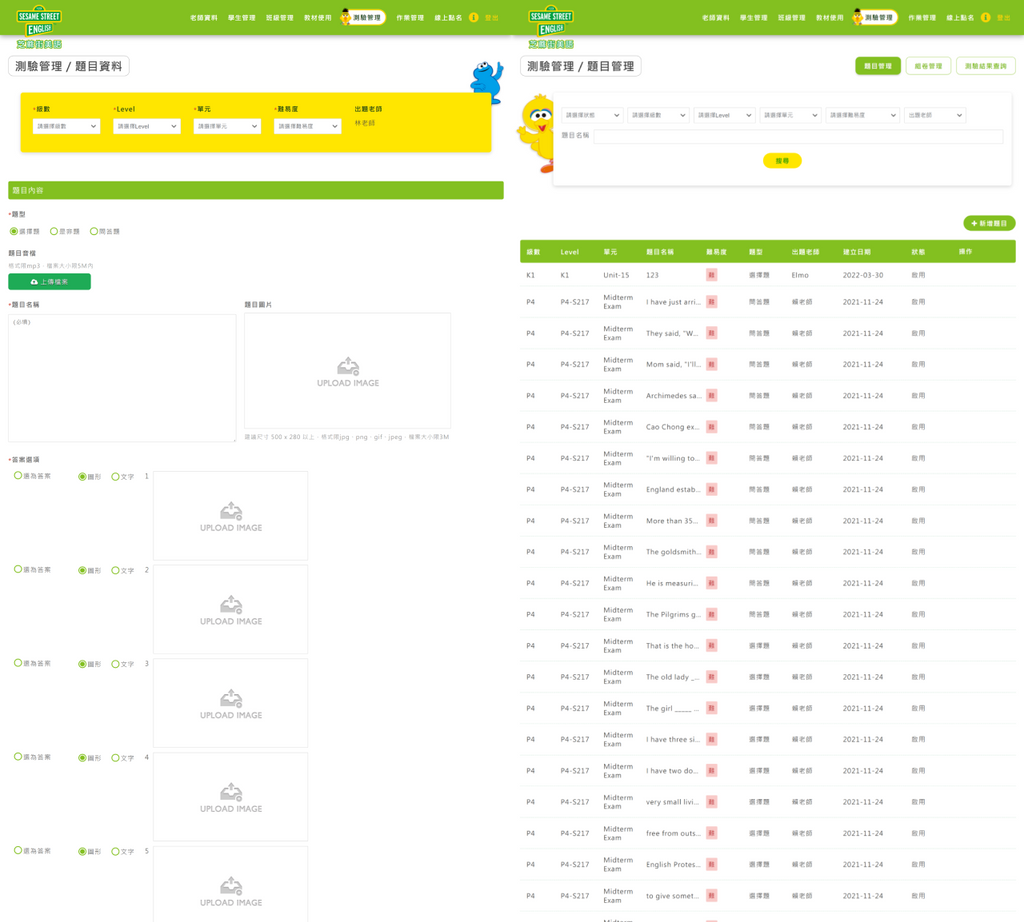 SESAME STREET
ENGLISH
芝麻街美語
老師資料 學生管理 班級管理 教材使用 測驗管理 作業管理 線上點名 登出
測驗管理 / 題目資料
*級數 *Level *單元 *難易度 出題老師
請選擇級數 請選擇Level 請選擇單元 請選擇難易度 林老師
題目內容
*題型
選擇題 是非題 問答題
題目音檔
格式限mp3,檔案大小限5M內
上傳檔案
*題目名稱 題目圖片
(必填)
UPLOAD IMAGE
建議尺寸 500 x 280 以上,格式限jpg、png、gif、jpeg,檔案大小限3M
*答案選項
選為答案 圖形 文字 1
UPLOAD IMAGE
選為答案 圖形 文字 2
UPLOAD IMAGE
選為答案 圖形 文字 3
UPLOAD IMAGE
選為答案 圖形 文字 4
UPLOAD IMAGE
選為答案 圖形 文字 5
UPLOAD IMAGE
SESAME STREET
ENGLISH
芝麻街美語
老師資料 學生管理 班級管理 教材使用 測驗管理 作業管理 線上點名 登出
測驗管理 / 題目管理
題目管理 組卷管理 測驗結果查詢
請選擇狀態 請選擇級數 請選擇Level 請選擇單元 請選擇難易度 出題老師
題目名稱
搜尋
+ 新增題目
級數 Level 單元 題目名稱 難易度 題型 出題老師 建立日期 狀態 操作
K1 K1 Unit-15 123 難 選擇題 Elmo 2022-03-30 啟用
P4 P4-S217 Midterm Exam I have just arri... 難 問答題 賴老師 2021-11-24 啟用
P4 P4-S217 Midterm Exam They said, "W... 難 問答題 賴老師 2021-11-24 啟用
P4 P4-S217 Midterm Exam Mom said, "I'll... 難 問答題 賴老師 2021-11-24 啟用
P4 P4-S217 Midterm Exam Archimedes sa... 難 問答題 賴老師 2021-11-24 啟用
P4 P4-S217 Midterm Exam Cao Chong ex... 難 問答題 賴老師 2021-11-24 啟用
P4 P4-S217 Midterm Exam "I'm willing to... 難 問答題 賴老師 2021-11-24 啟用
P4 P4-S217 Midterm Exam England estab... 難 問答題 賴老師 2021-11-24 啟用
P4 P4-S217 Midterm Exam More than 35... 難 問答題 賴老師 2021-11-24 啟用
P4 P4-S217 Midterm Exam The goldsmith... 難 問答題 賴老師 2021-11-24 啟用
P4 P4-S217 Midterm Exam He is measuri... 難 問答題 賴老師 2021-11-24 啟用
P4 P4-S217 Midterm Exam The Pilgrims g... 難 問答題 賴老師 2021-11-24 啟用
P4 P4-S217 Midterm Exam That is the ho... 難 選擇題 賴老師 2021-11-24 啟用
P4 P4-S217 Midterm Exam The old lady _... 難 選擇題 賴老師 2021-11-24 啟用
P4 P4-S217 Midterm Exam The girl _____ ... 難 選擇題 賴老師 2021-11-24 啟用
P4 P4-S217 Midterm Exam I have three si... 難 選擇題 賴老師 2021-11-24 啟用
P4 P4-S217 Midterm Exam I have two do... 難 選擇題 賴老師 2021-11-24 啟用
P4 P4-S217 Midterm Exam very small livi... 難 選擇題 賴老師 2021-11-24 啟用
P4 P4-S217 Midterm Exam free from outs... 難 選擇題 賴老師 2021-11-24 啟用
P4 P4-S217 Midterm Exam English Protes... 難 選擇題 賴老師 2021-11-24 啟用
P4 P4-S217 Midterm Exam to give somet... 難 選擇題 賴老師 2021-11-24 啟用
Midterm